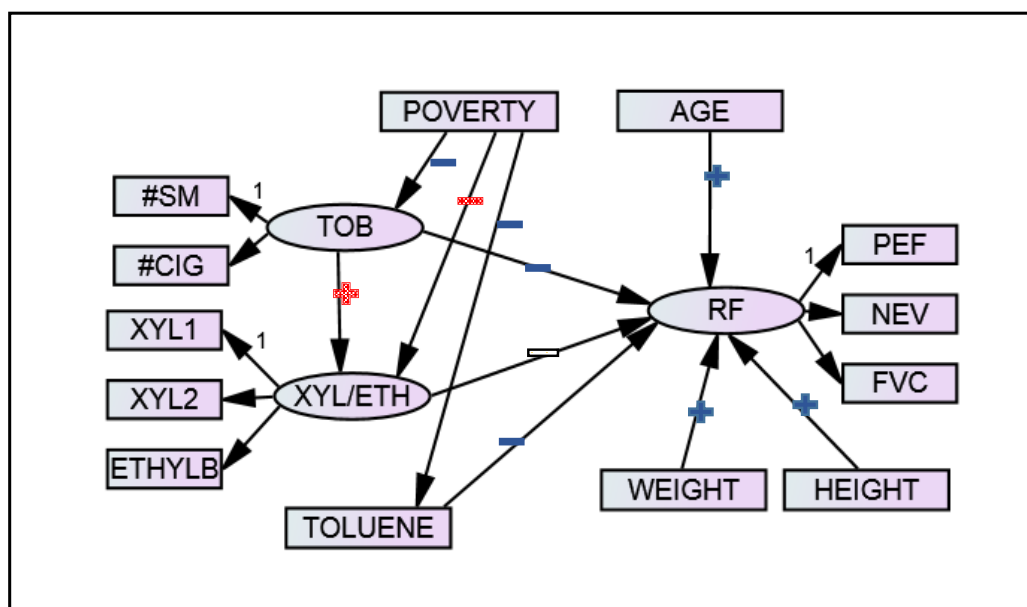 POVERTY
AGE
#SM
1
TOB
#CIG
PEF
1
NEV
RF
FVC
XYL1
1
XYL2
XYL/ETH
ETHYLB
WEIGHT
HEIGHT
TOLUENE